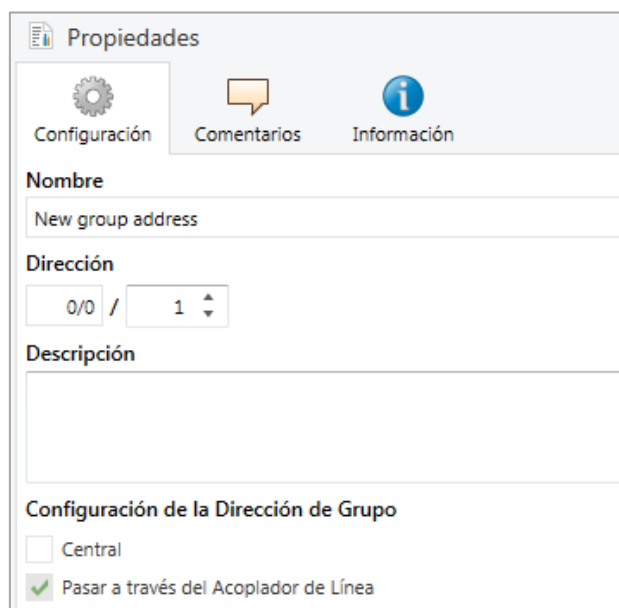 Propiedades
Configuración Comentarios Información
Nombre
New group address
Dirección
0/0 / 1
Descripción
Configuración de la Dirección de Grupo
Central
Pasar a través del Acoplador de Línea